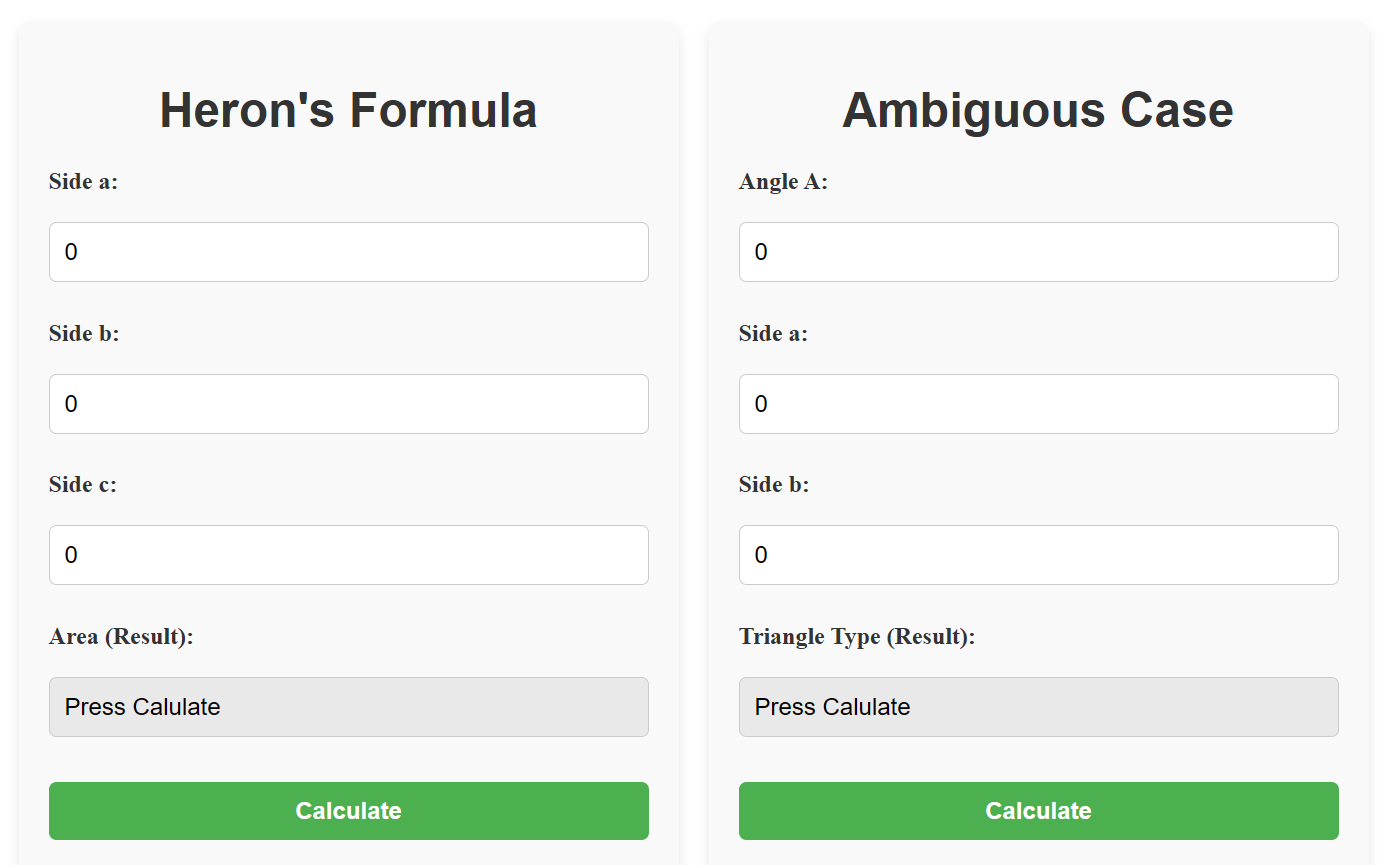 Heron's Formula
Side a:
0
Side b:
0
Side c:
0
Area (Result):
Press Calulate
Calculate
Ambiguous Case
Angle A:
0
Side a:
0
Side b:
0
Triangle Type (Result):
Press Calulate
Calculate